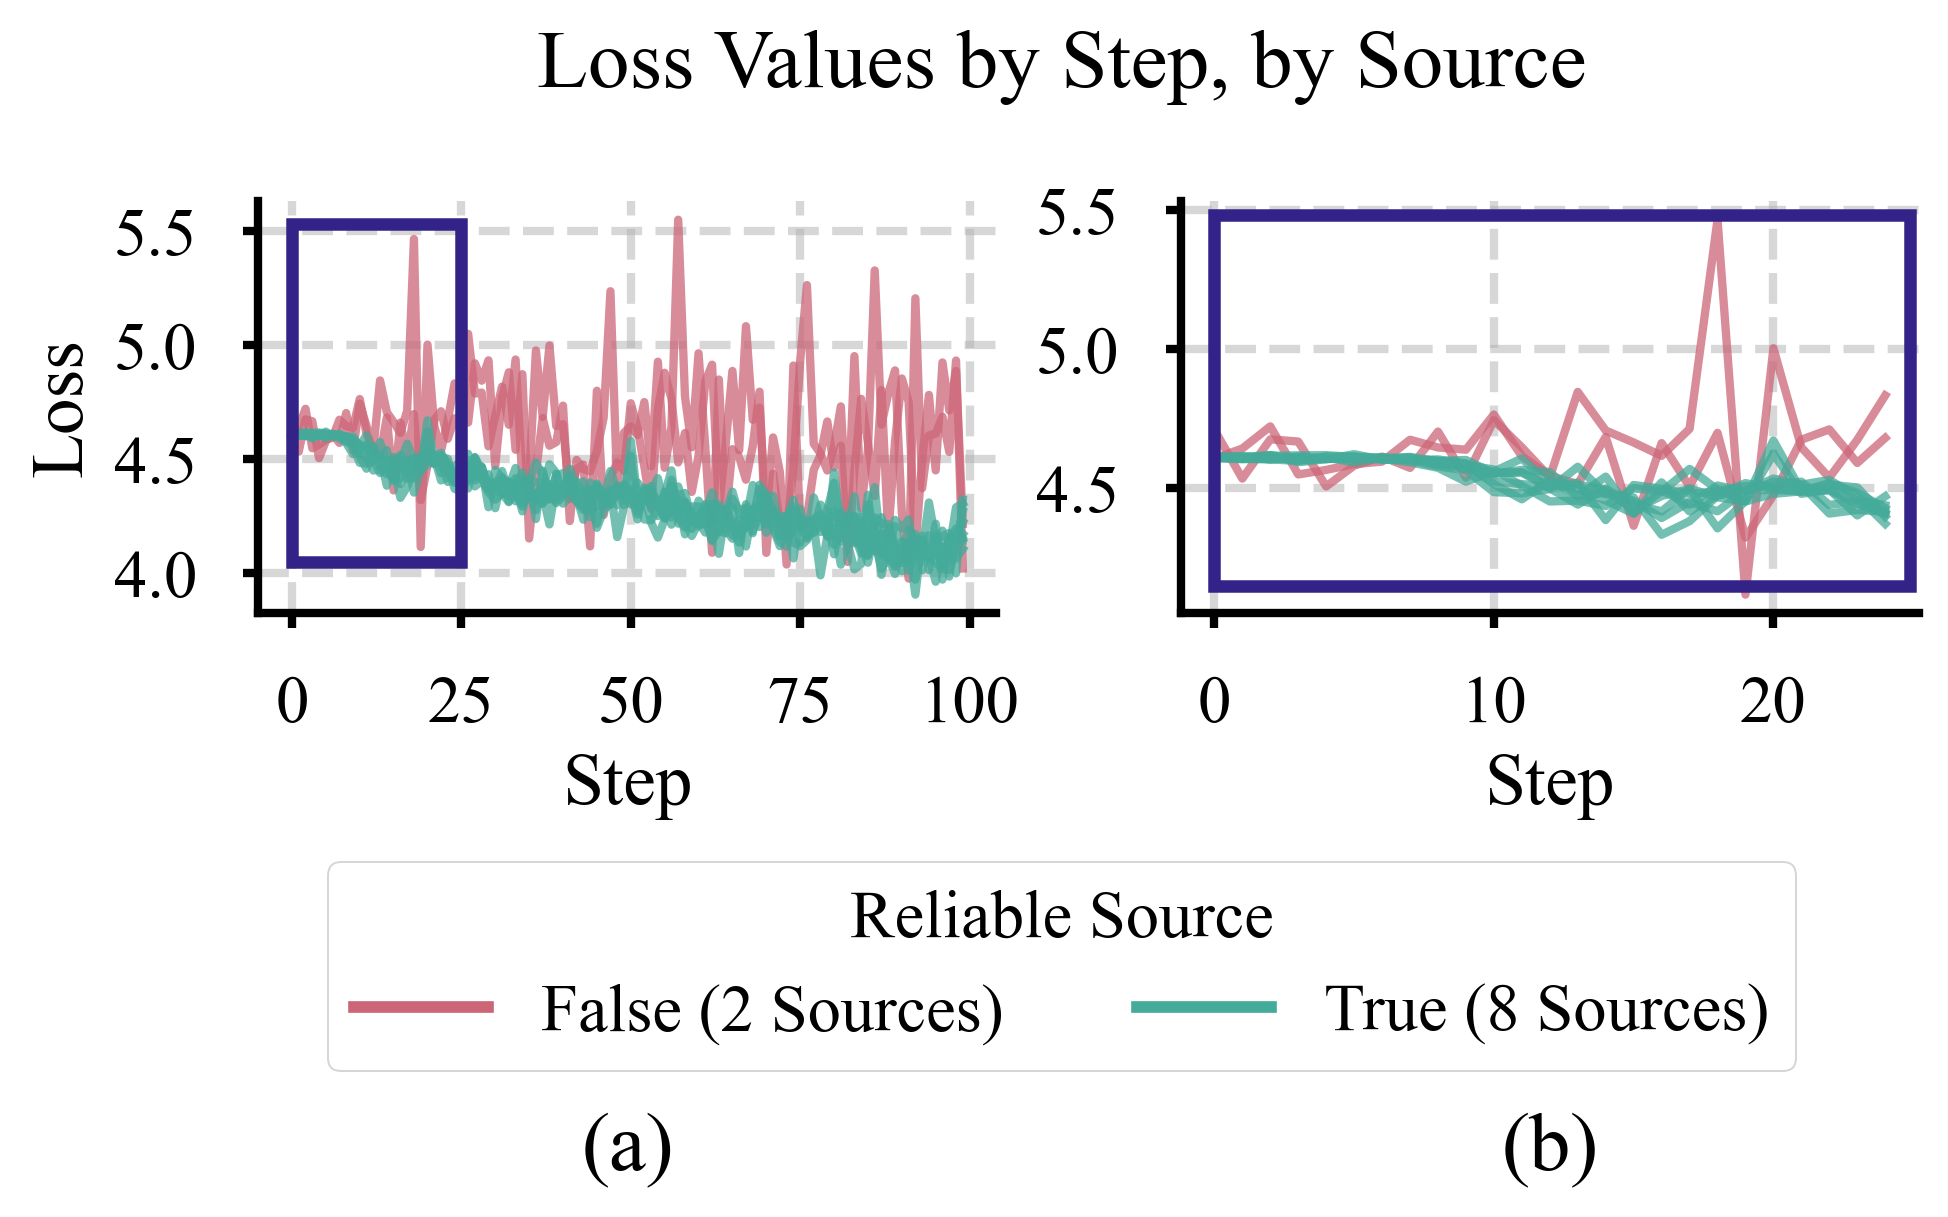 Loss Values by Step, by Source
Loss
5.5
5.0
4.5
4.0
0 25 50 75 100
Step
5.5
5.0
4.5
0 10 20
Step
Reliable Source
False (2 Sources) True (8 Sources)
(a) (b)